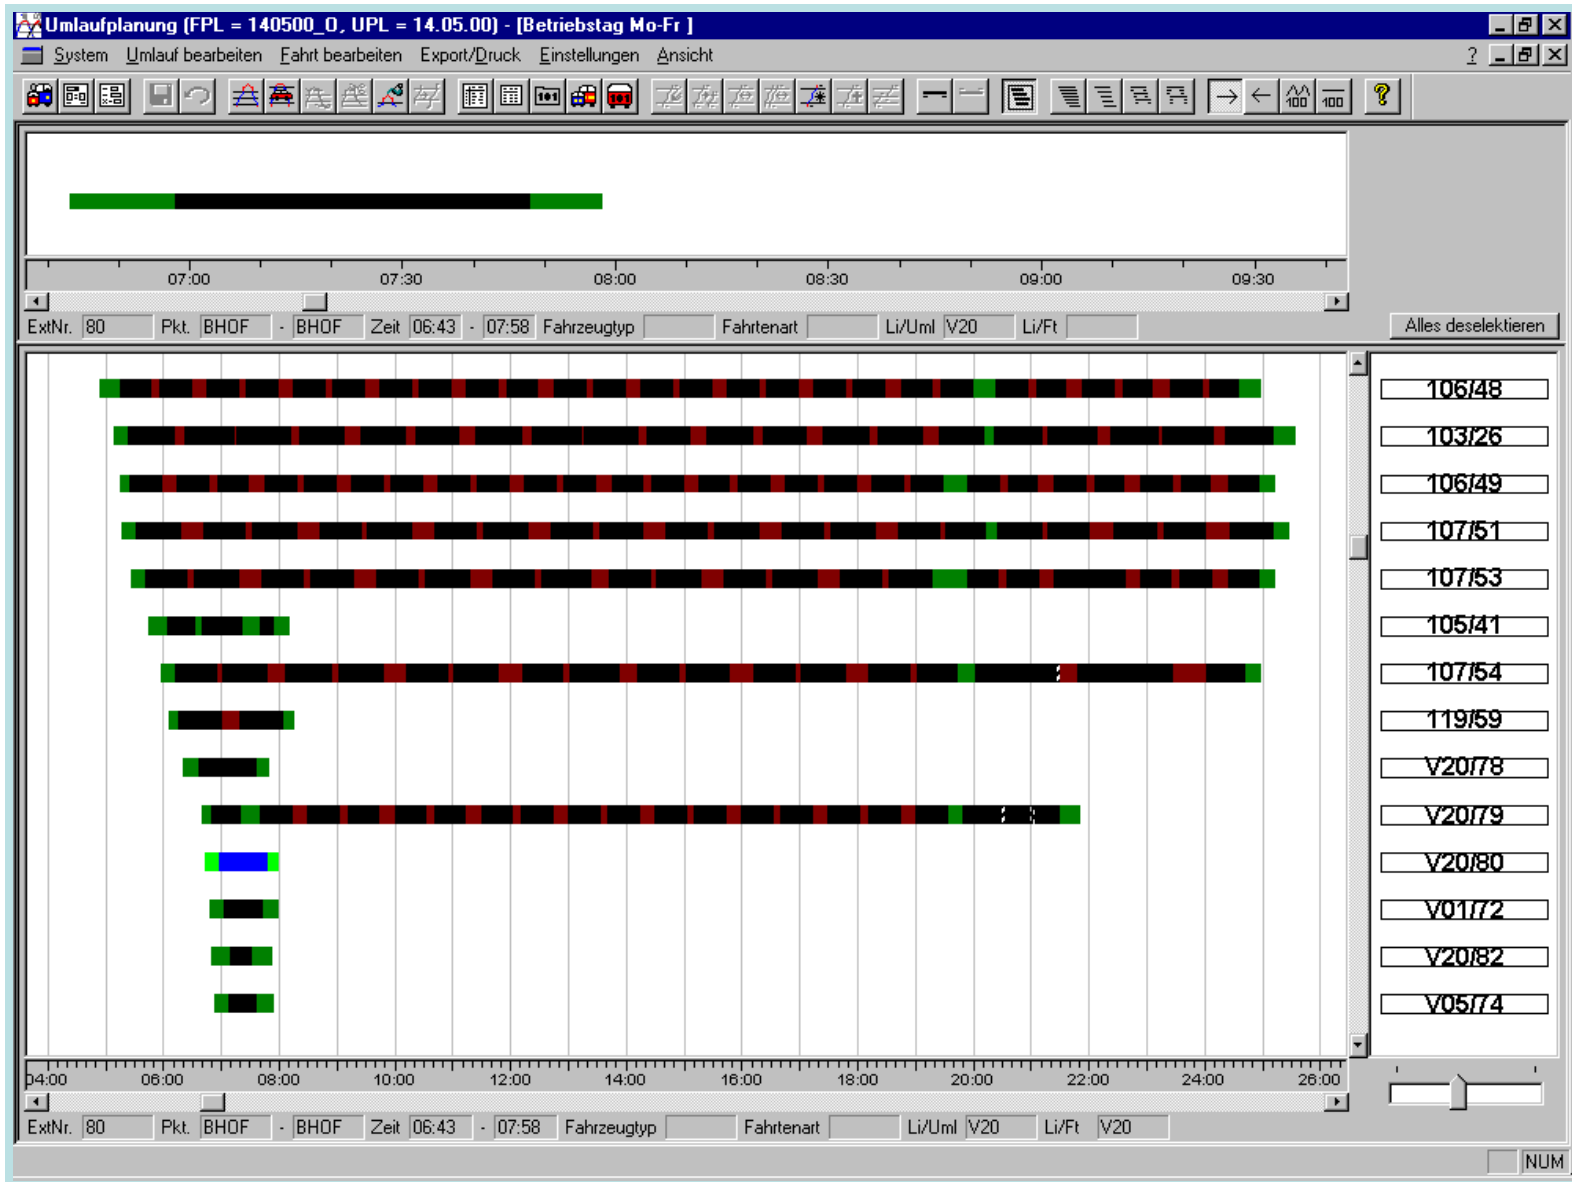 Umlaufplanung (FPL = 140500_O, UPL = 14.05.00) - [Betriebstag Mo-Fr ]
System Umlauf bearbeiten Fahrt bearbeiten Export/Druck Einstellungen Ansicht ?
100 100 ?
07:00 07:30 08:00 08:30 09:00 09:30
ExtNr. 80 Pkt. BHOF - BHOF Zeit 06:43 - 07:58 Fahrzeugtyp Fahrtenart Li/Uml V20 Li/Ft Alles deselektieren
106/48
103/26
106/49
107/51
107/53
105/41
107/54
119/59
V20/78
V20/79
V20/80
V01/72
V20/82
V05/74
04:00 06:00 08:00 10:00 12:00 14:00 16:00 18:00 20:00 22:00 24:00 26:00
ExtNr. 80 Pkt. BHOF - BHOF Zeit 06:43 - 07:58 Fahrzeugtyp Fahrtenart Li/Uml V20 Li/Ft V20
NUM